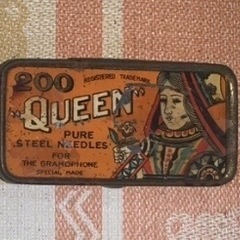 200
REGISTERED TRADEMARK
"QUEEN"
PURE
STEEL NEEDLES
FOR
THE GRAMOPHONE
SPECIAL MADE